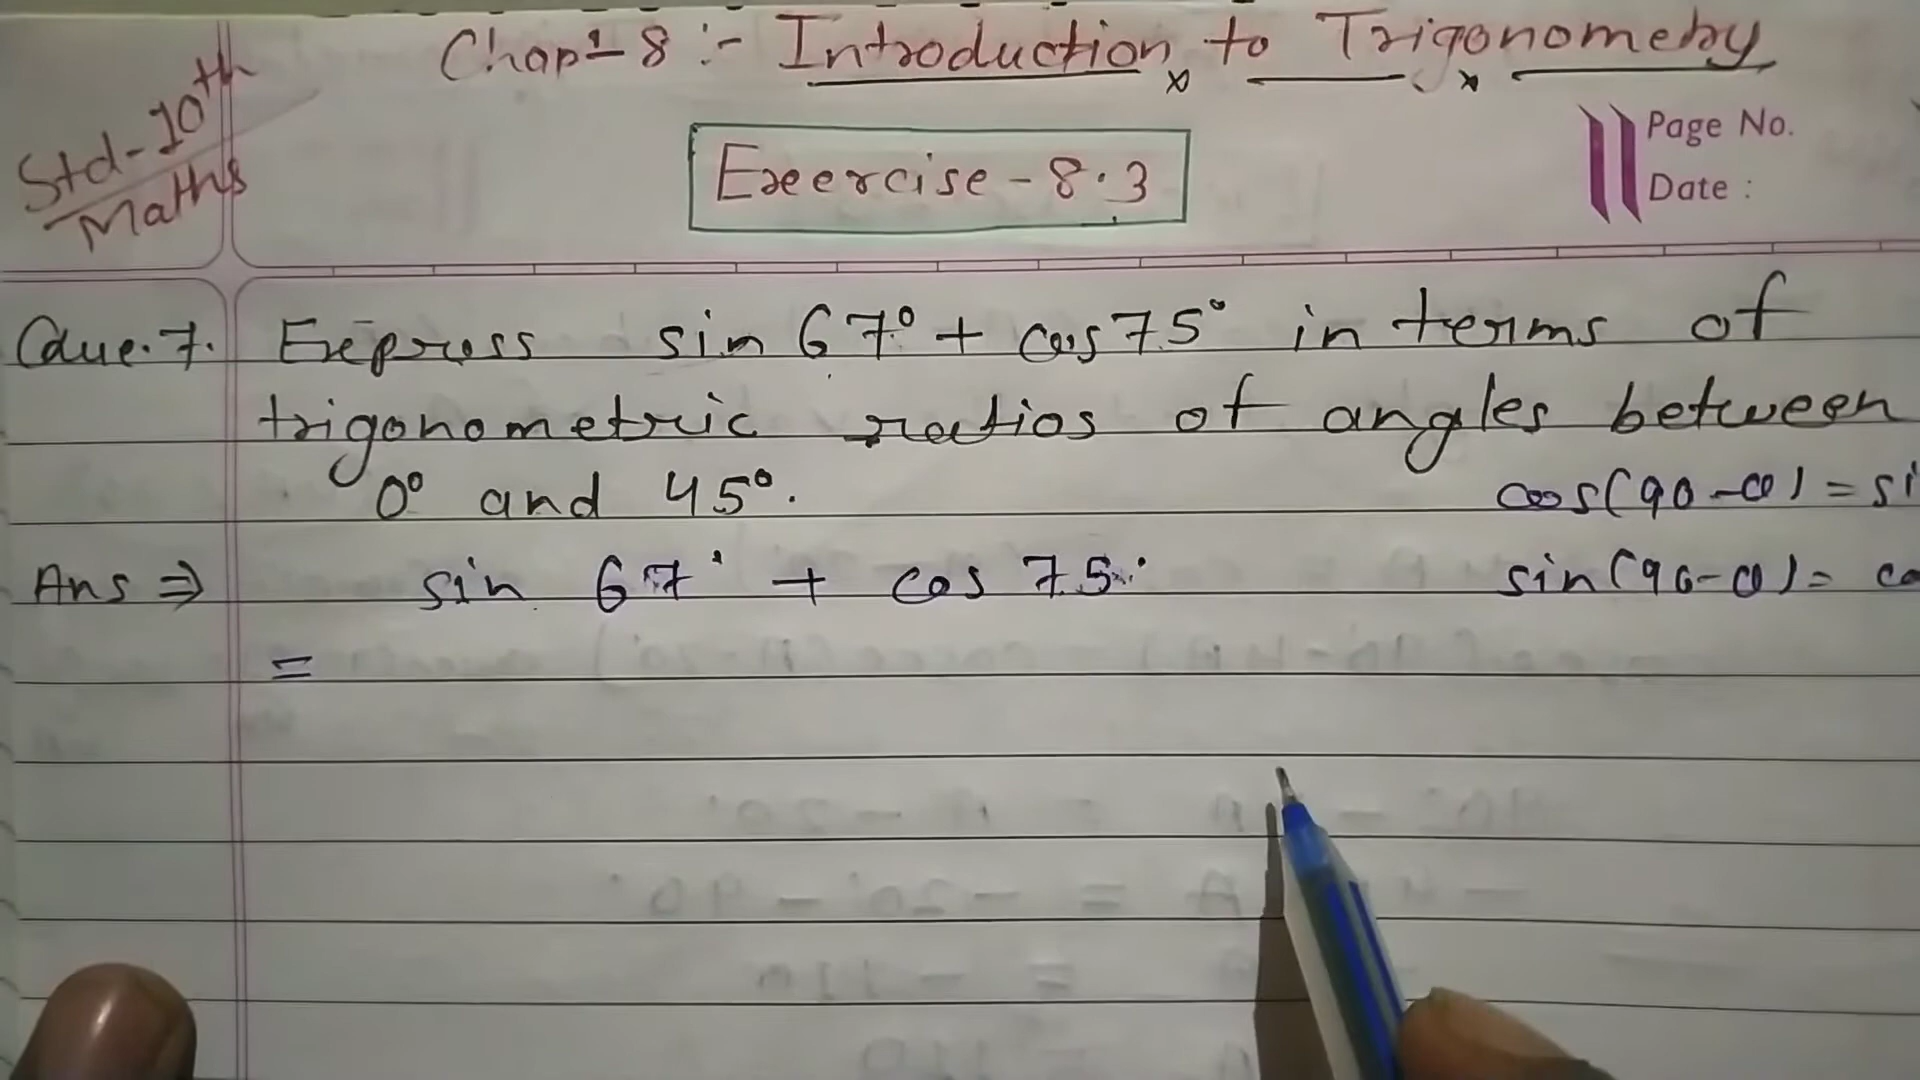 Chap-8 :- Introduction to Trigonometry
Std-10th
Maths
Exercise - 8.3
Page No.
Date :
Que.7. Express sin 67° + cos 75° in terms of
trigonometric ratios of angles between
0° and 45°.
cos(90-θ) = si
Ans ⇒ sin 67° + cos 75°
sin(90-θ) = co
=